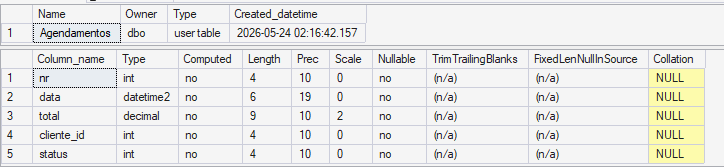 Name Owner Type Created_datetime
1 Agendamentos dbo user table 2026-05-24 02:16:42.157
Column_name Type Computed Length Prec Scale Nullable TrimTrailingBlanks FixedLenNullInSource Collation
1 nr int no 4 10 0 no (n/a) (n/a) NULL
2 data datetime2 no 6 19 0 no (n/a) (n/a) NULL
3 total decimal no 9 10 2 no (n/a) (n/a) NULL
4 cliente_id int no 4 10 0 no (n/a) (n/a) NULL
5 status int no 4 10 0 no (n/a) (n/a) NULL